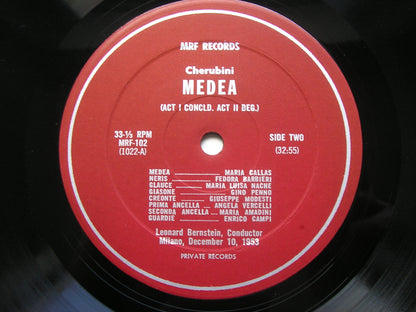 MRF RECORDS
Cherubini
MEDEA
(ACT I CONCLD. ACT II BEG.)
33-⅓ RPM
MRF-102
(1022-A)
SIDE TWO
(32:55)
MEDEA MARIA CALLAS
NERIS FEDORA BARBIERI
GLAUCE MARIA LUISA NACHE
GIASONE GINO PENNO
CREONTE GIUSEPPE MODESTI
PRIMA ANCELLA ANGELA VERCELLI
SECONDA ANCELLA MARIA AMADINI
GUARDIE ENRICO CAMPI
Leonard Bernstein, Conductor
Milano, December 10, 1953
PRIVATE RECORDS